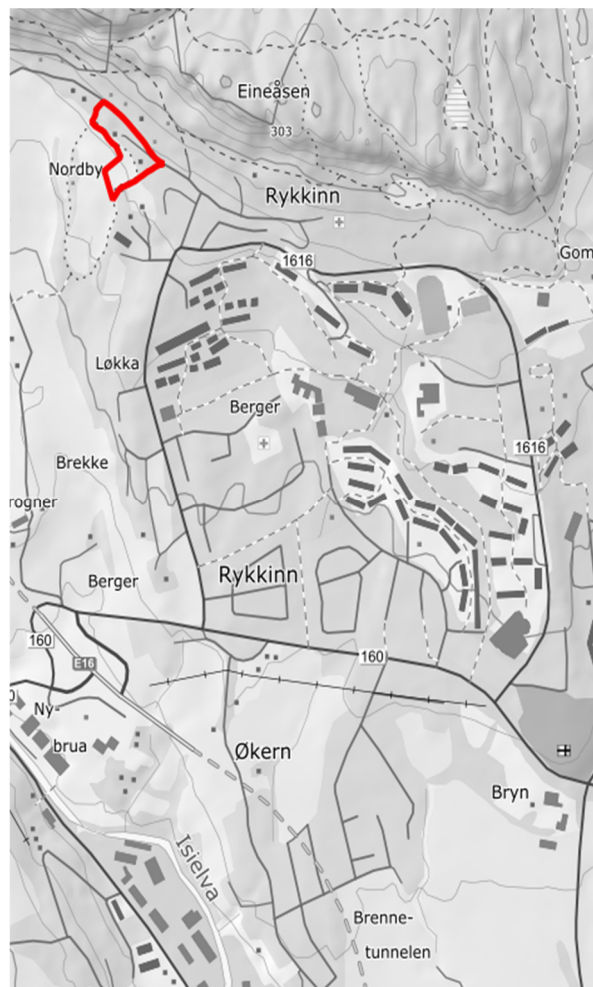 Eineåsen
303
Nordby
Rykkinn
1616
Gom
Løkka
Berger
1616
Brekke
rogner
Rykkinn
Berger
160
160
E16
Ny-
brua
Økern
Bryn
Isielva
Brenne-
tunnelen